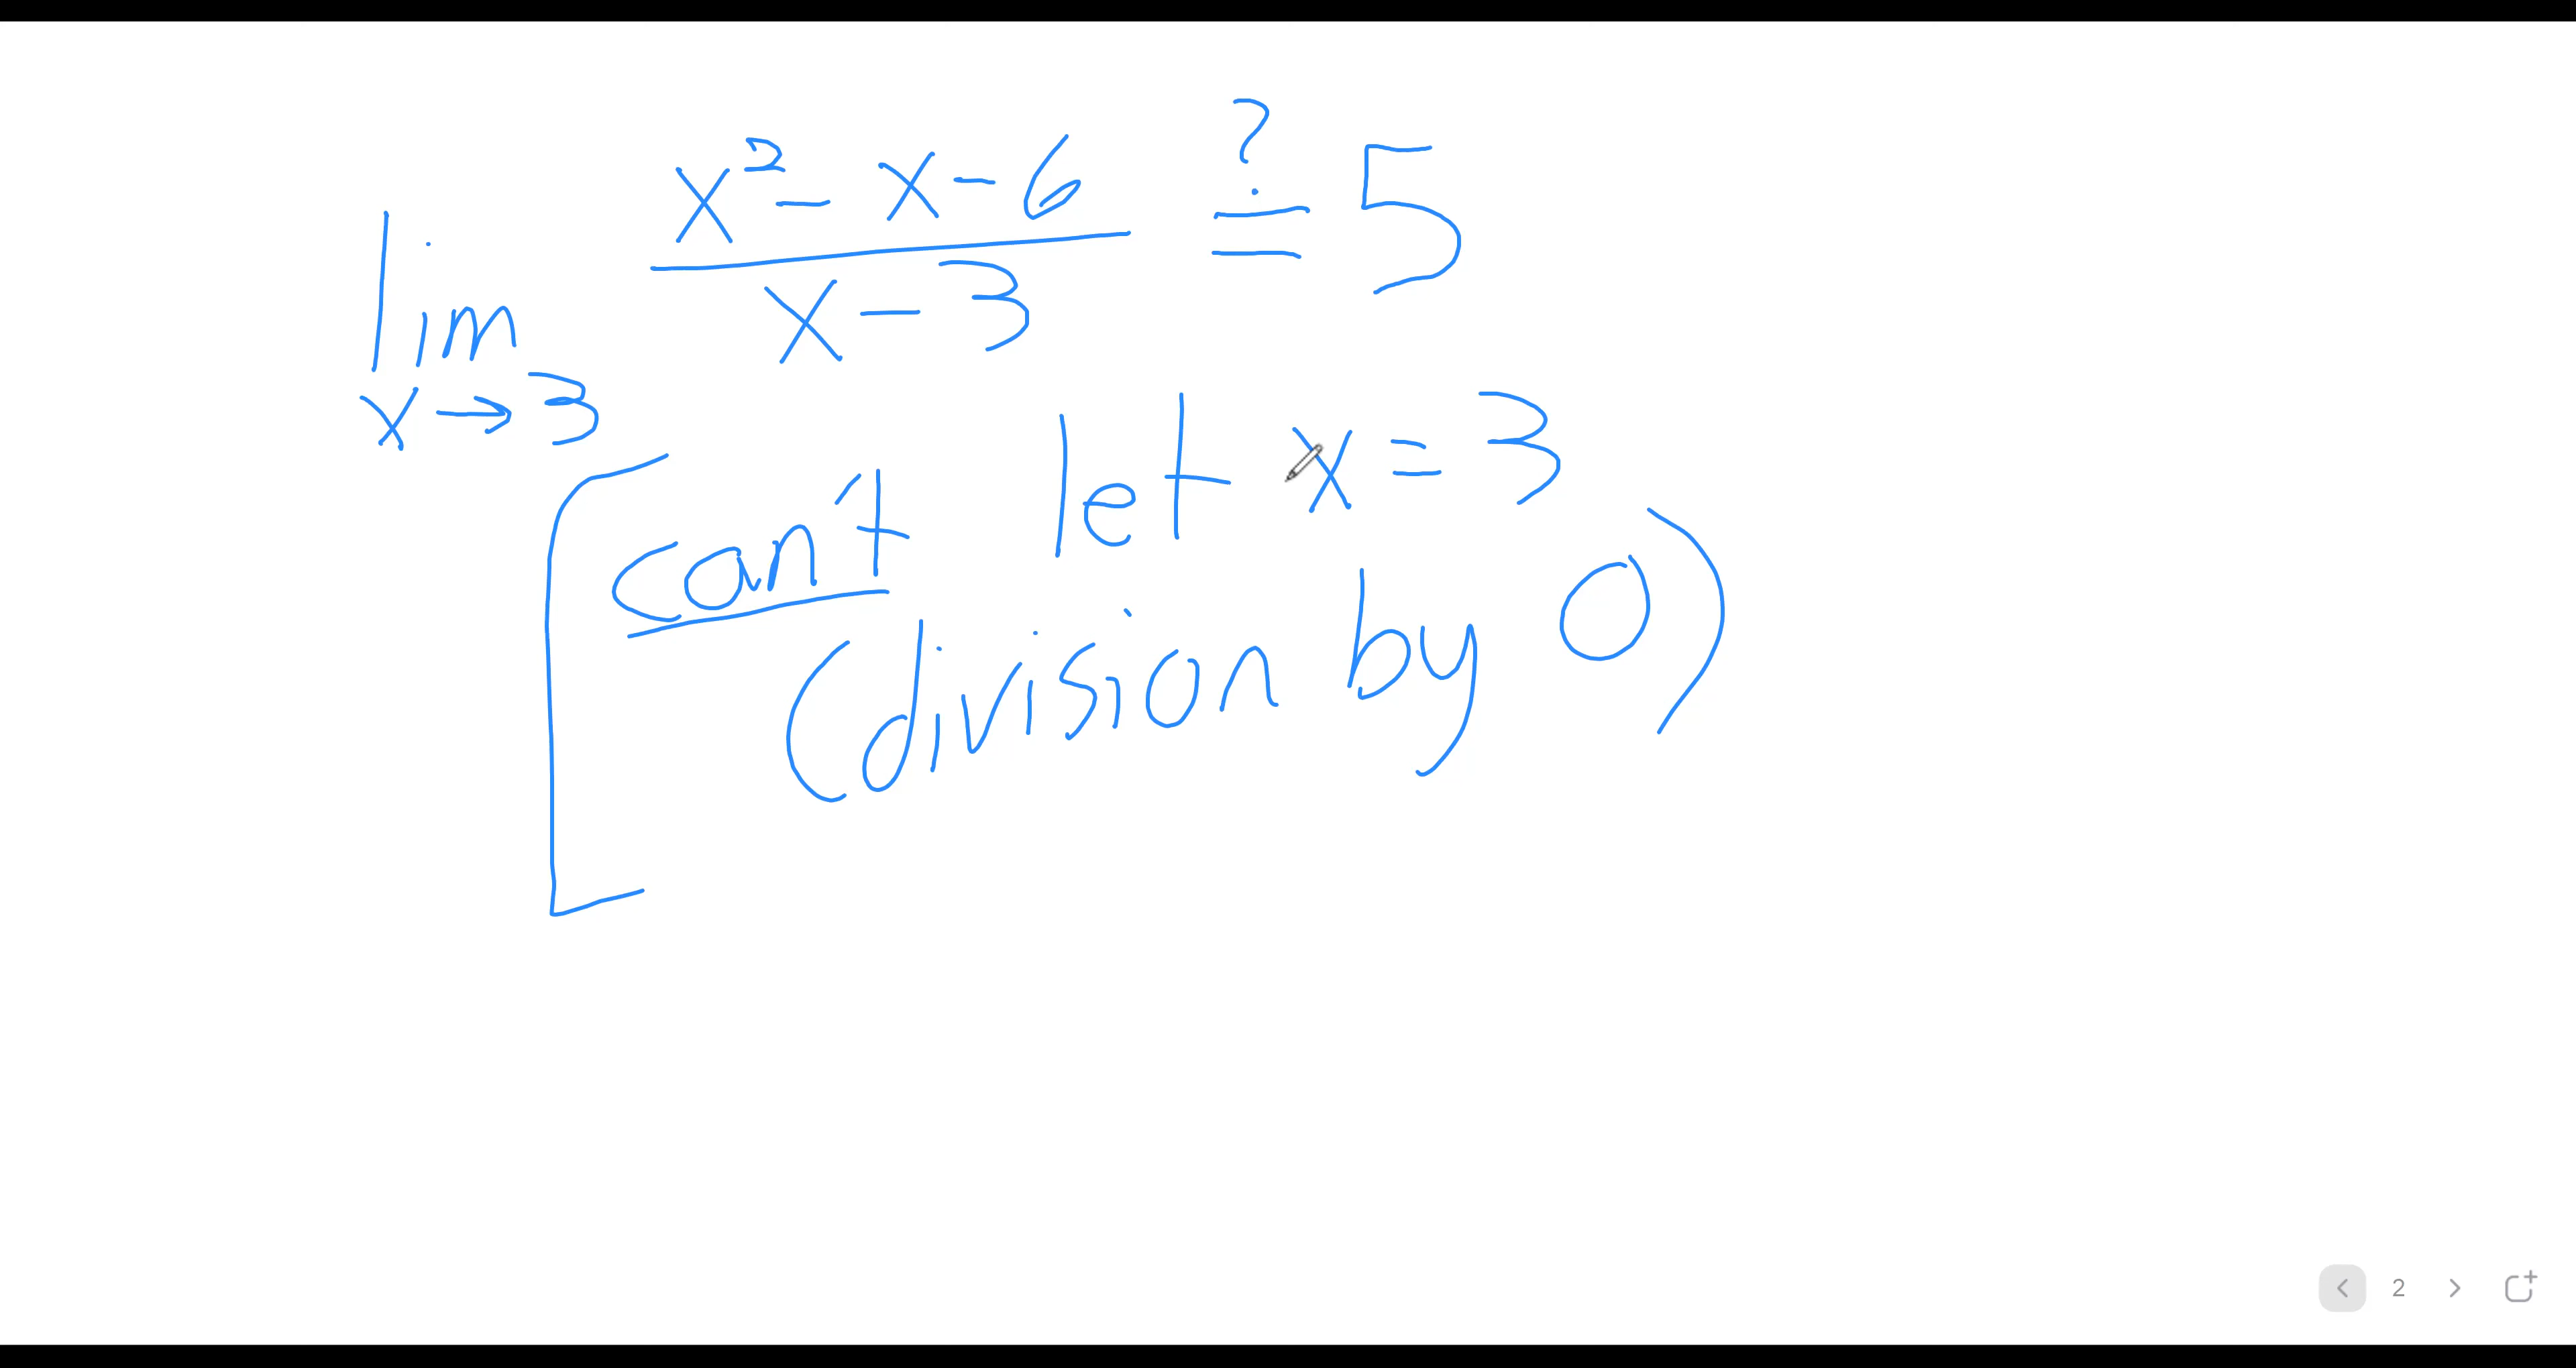 lim x→3 (x² - x - 6)/(x - 3) ≟ 5
can't let x = 3
(division by 0)
2